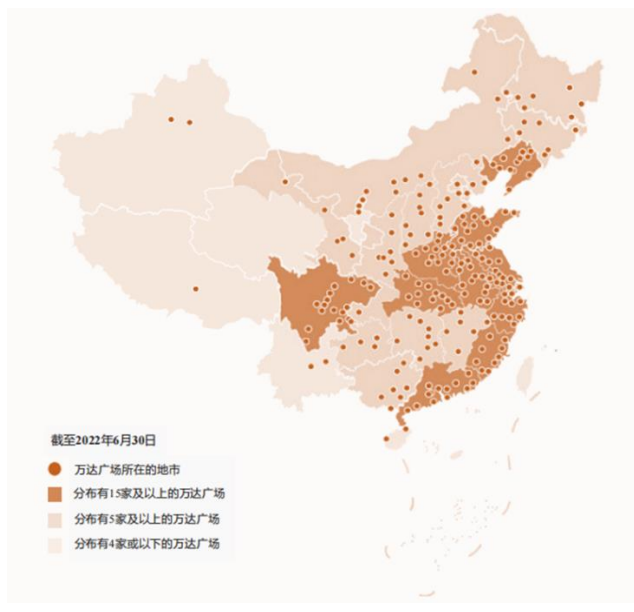 截至2022年6月30日
万达广场所在的地市
分布有15家及以上的万达广场
分布有5家及以上的万达广场
分布有4家或以下的万达广场